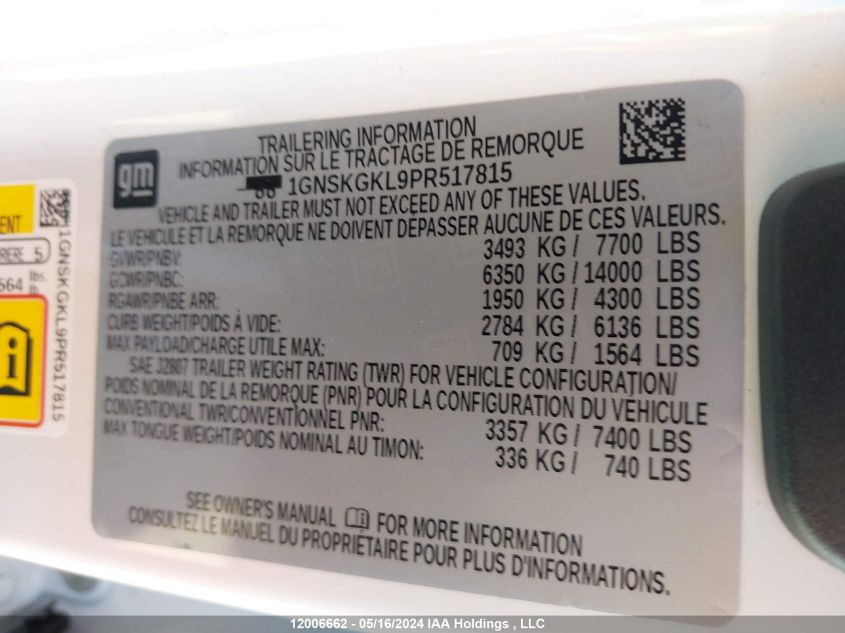 gm
TRAILERING INFORMATION
INFORMATION SUR LE TRACTAGE DE REMORQUE
1GNSKGKL9PR517815
VEHICLE AND TRAILER MUST NOT EXCEED ANY OF THESE VALUES.
LE VEHICULE ET LA REMORQUE NE DOIVENT DÉPASSER AUCUNE DE CES VALEURS.
GVWR/PNBV: 3493 KG / 7700 LBS
GCWR/PNBC: 6350 KG / 14000 LBS
RGAWR/PNBE ARR: 1950 KG / 4300 LBS
CURB WEIGHT/POIDS À VIDE: 2784 KG / 6136 LBS
MAX PAYLOAD/CHARGE UTILE MAX: 709 KG / 1564 LBS
SAE J2807 TRAILER WEIGHT RATING (TWR) FOR VEHICLE CONFIGURATION/
POIDS NOMINAL DE LA REMORQUE (PNR) POUR LA CONFIGURATION DU VÉHICULE
CONVENTIONAL TWR/CONVENTIONNEL PNR: 3357 KG / 7400 LBS
MAX TONGUE WEIGHT/POIDS NOMINAL AU TIMON: 336 KG / 740 LBS
SEE OWNER'S MANUAL FOR MORE INFORMATION
CONSULTEZ LE MANUEL DU PROPRIÉTAIRE POUR PLUS D'INFORMATIONS.
5
564 lbs.
1GNSKGKL9PR517815
12006662 - 05/16/2024 IAA Holdings , LLC